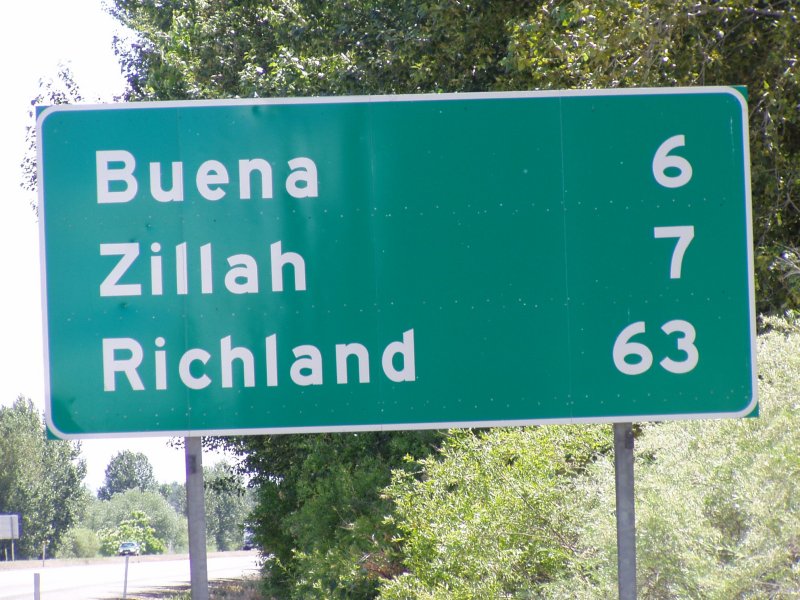 Buena 6
Zillah 7
Richland 63